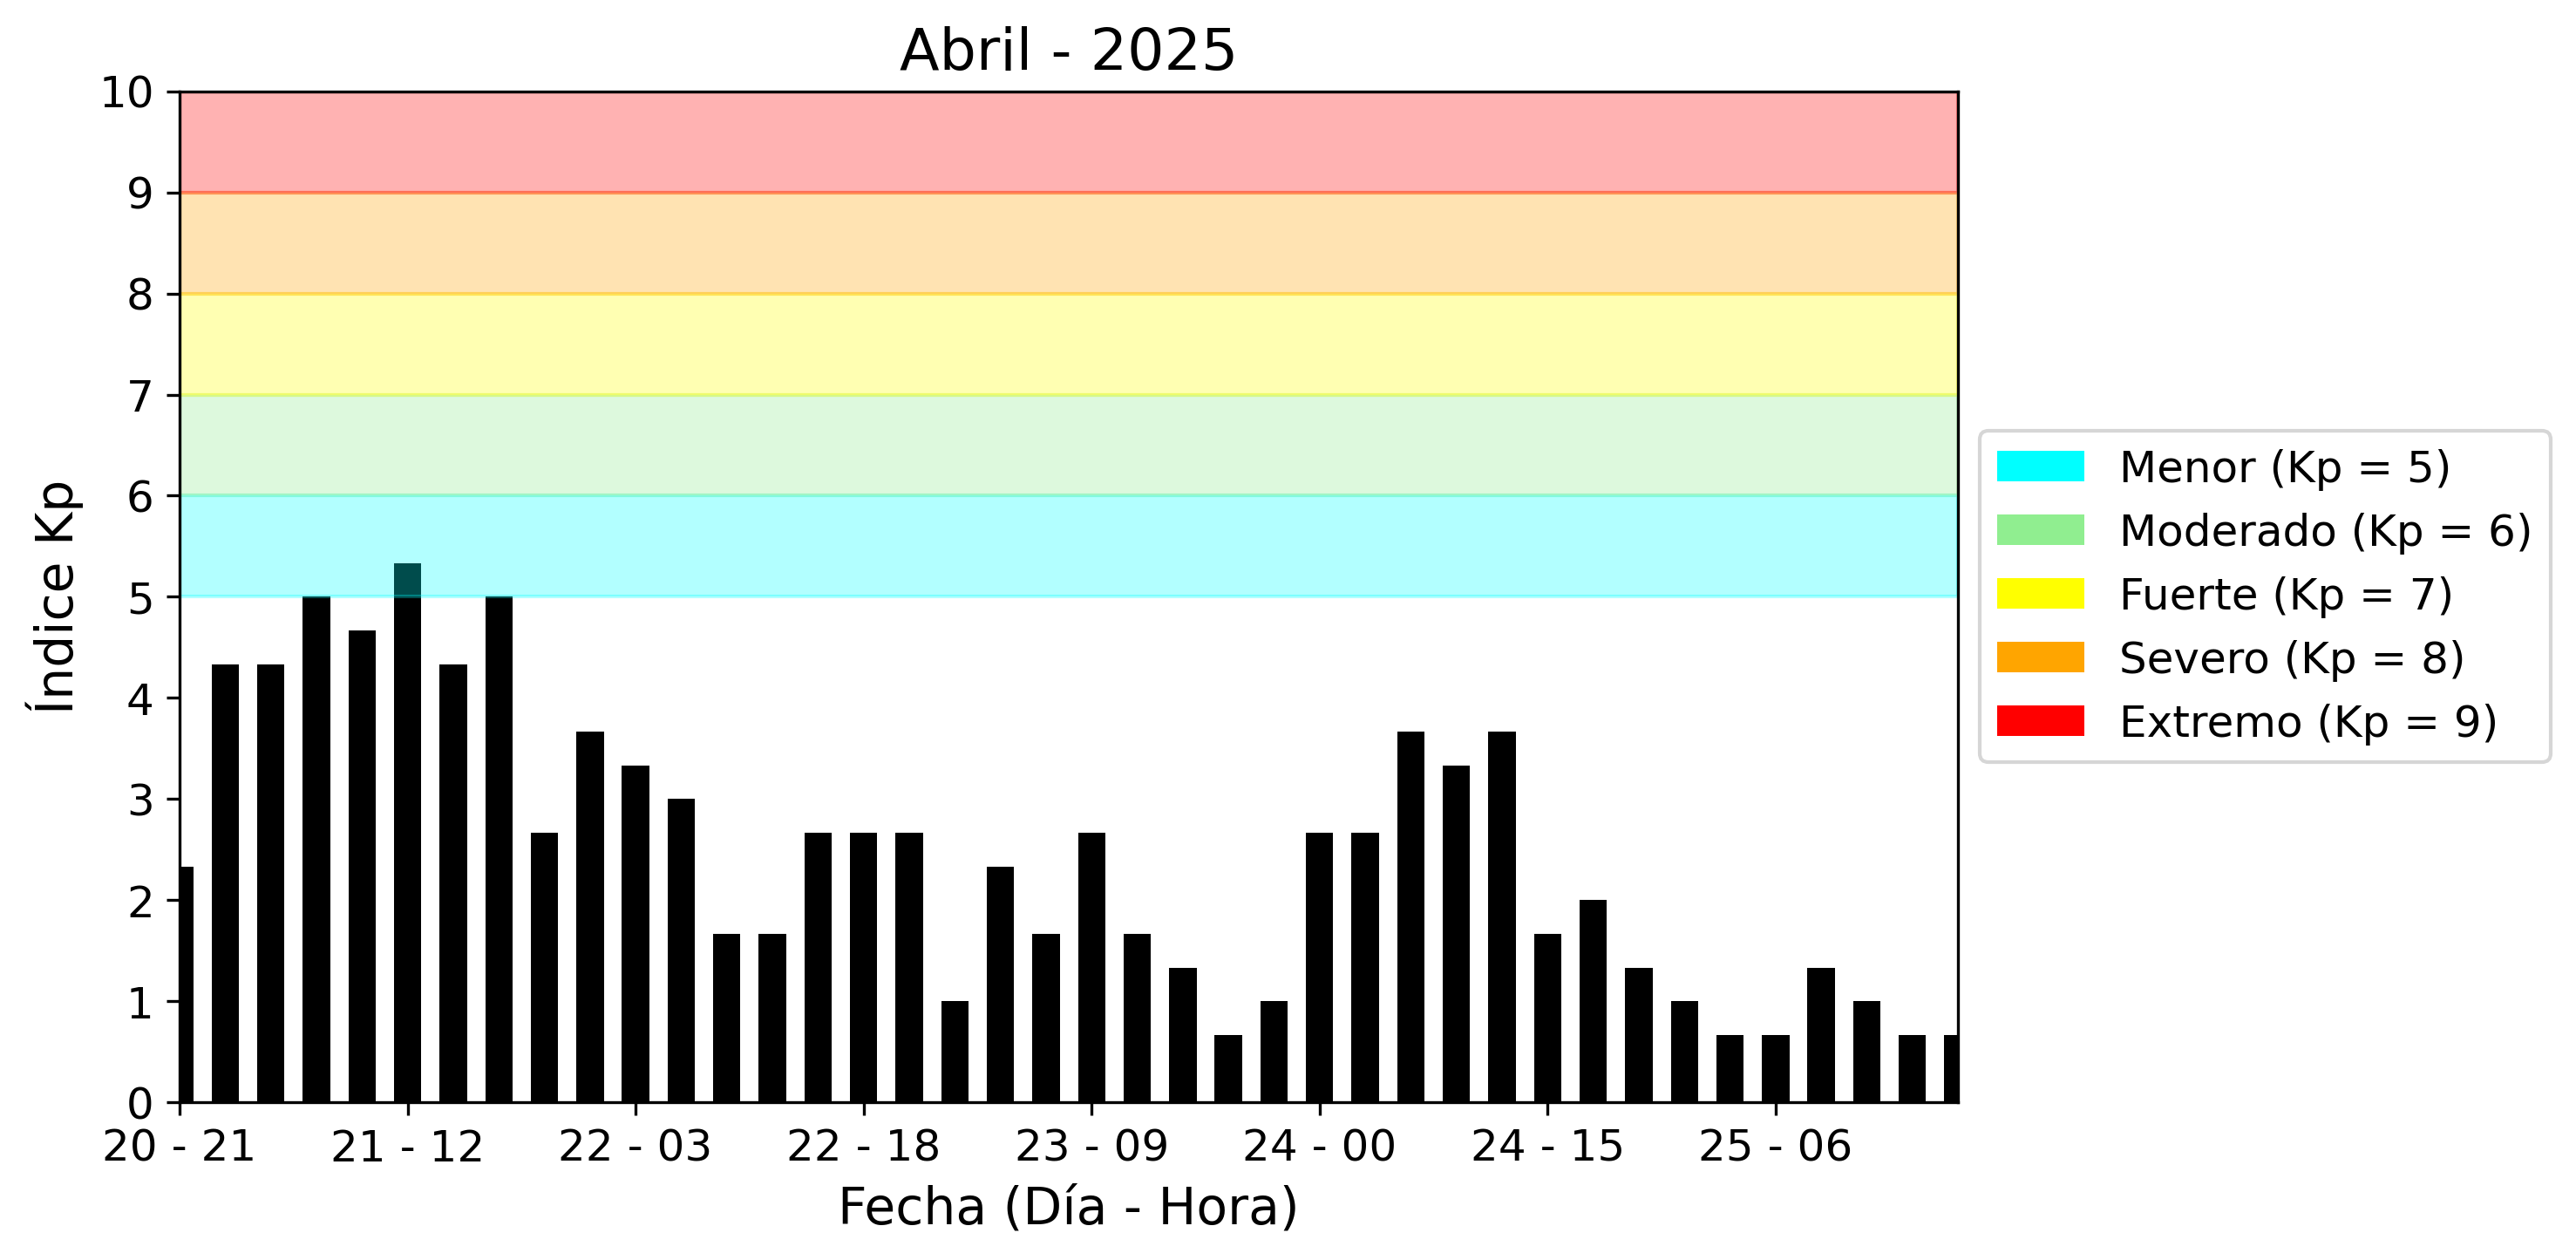 Abril - 2025
10
9
8
7
6
5
4
3
2
1
0
Índice Kp
20 - 21
21 - 12
22 - 03
22 - 18
23 - 09
24 - 00
24 - 15
25 - 06
Fecha (Día - Hora)
Menor (Kp = 5)
Moderado (Kp = 6)
Fuerte (Kp = 7)
Severo (Kp = 8)
Extremo (Kp = 9)